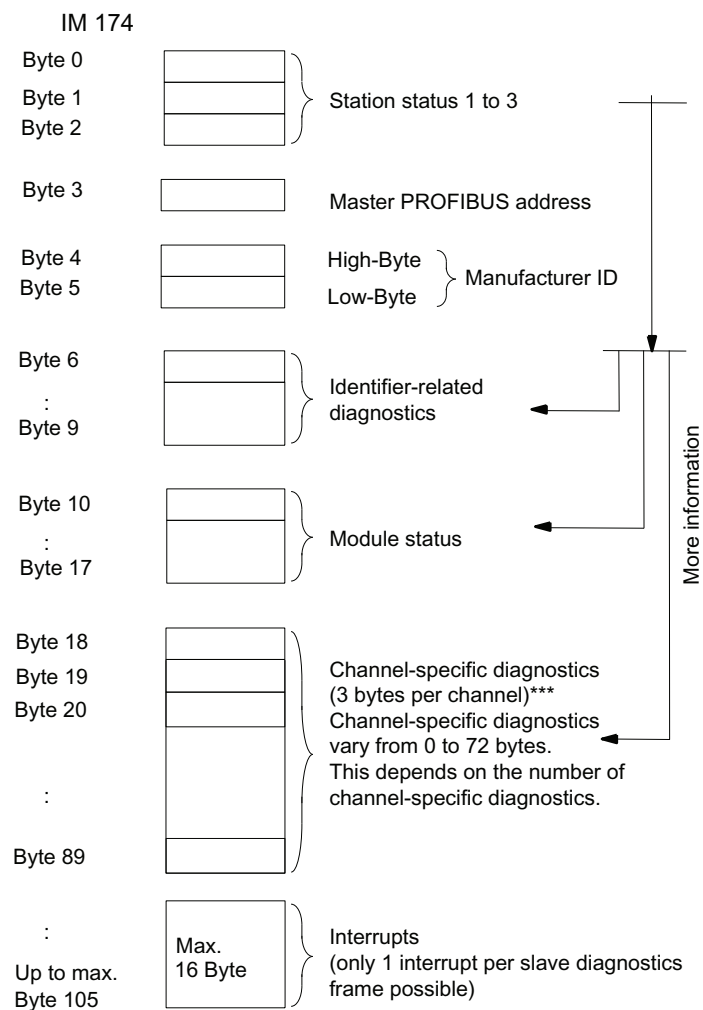 IM 174
Byte 0
Byte 1
Byte 2
Station status 1 to 3
Byte 3
Master PROFIBUS address
Byte 4
Byte 5
High-Byte
Low-Byte
Manufacturer ID
Byte 6
:
Byte 9
Identifier-related
diagnostics
Byte 10
:
Byte 17
Module status
More information
Byte 18
Byte 19
Byte 20
:
Byte 89
Channel-specific diagnostics
(3 bytes per channel)***
Channel-specific diagnostics
vary from 0 to 72 bytes.
This depends on the number of
channel-specific diagnostics.
:
Up to max.
Byte 105
Max.
16 Byte
Interrupts
(only 1 interrupt per slave diagnostics
frame possible)